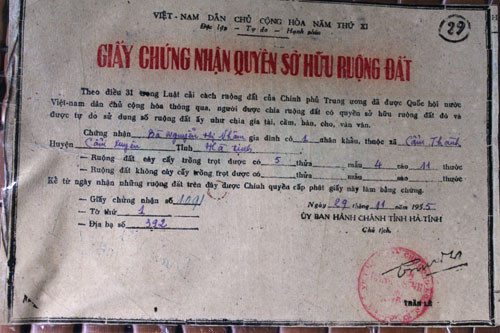 VIỆT-NAM DÂN CHỦ CỘNG HÒA NĂM THỨ XI
Độc lập - Tự do - Hạnh phúc
29
GIẤY CHỨNG NHẬN QUYỀN SỞ HỮU RUỘNG ĐẤT
Theo điều 31 trong Luật cải cách ruộng đất của Chính phủ Trung ương đã được Quốc hội nước
Việt-nam dân chủ cộng hòa thông qua, người được chia ruộng đất có quyền sở hữu ruộng đất đó và
được tự do sử dụng số ruộng đất ấy như chia gia tài, cầm, bán, cho, vân vân.
Chứng nhận Bà Nguyễn thị gia đình có 1 nhân khẩu, thuộc xã Cẩm Thanh
Huyện Cẩm Xuyên Tỉnh Hà Tĩnh
- Ruộng đất cày cấy trồng trọt được có 5 thửa 4 sào 11 thước
- Ruộng đất không cày cấy trồng trọt được có thửa mẫu sào thước
Kể từ ngày nhận những ruộng đất trên đây được Chính quyền cấp phát giấy này làm bằng chứng.
- Giấy chứng nhận số 1091
- Tờ thứ 1
- Địa bạ số 392
Ngày 29 tháng 11 năm 1955
ỦY BAN HÀNH CHÁNH TỈNH HÀ-TĨNH
Chủ tịch,
TRẦN LÊ